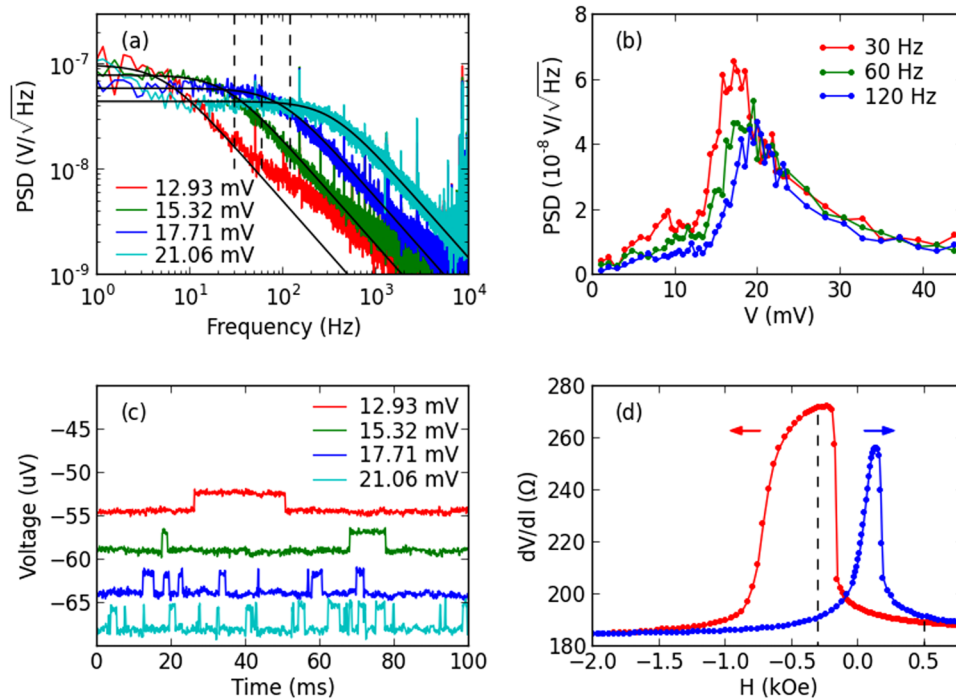 (a)
PSD (V/√Hz)
10⁻⁷
10⁻⁸
10⁻⁹
12.93 mV
15.32 mV
17.71 mV
21.06 mV
10⁰ 10¹ 10² 10³ 10⁴
Frequency (Hz)
(b)
PSD (10⁻⁸ V/√Hz)
8
6
4
2
0
30 Hz
60 Hz
120 Hz
0 10 20 30 40
V (mV)
(c)
Voltage (uV)
−45
−50
−55
−60
−65
12.93 mV
15.32 mV
17.71 mV
21.06 mV
0 20 40 60 80 100
Time (ms)
(d)
dV/dI (Ω)
280
260
240
220
200
180
−2.0 −1.5 −1.0 −0.5 0.0 0.5
H (kOe)